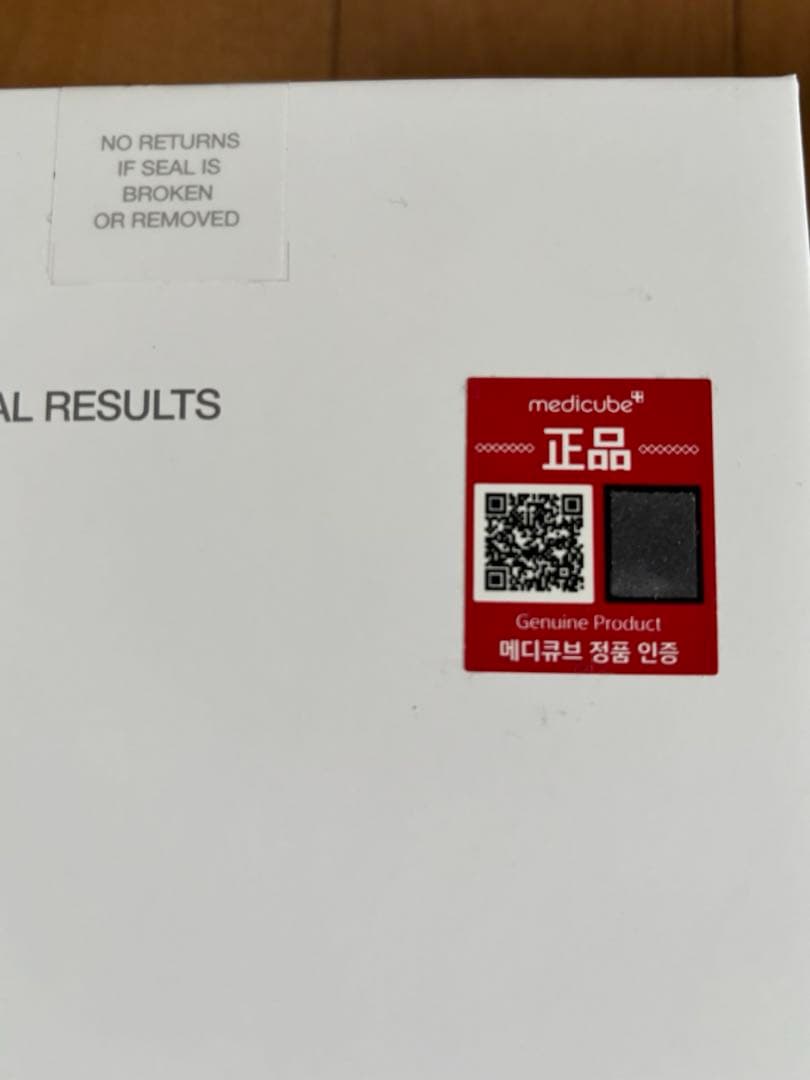 NO RETURNS
IF SEAL IS
BROKEN
OR REMOVED
AL RESULTS
medicube
正品
Genuine Product
메디큐브 정품 인증